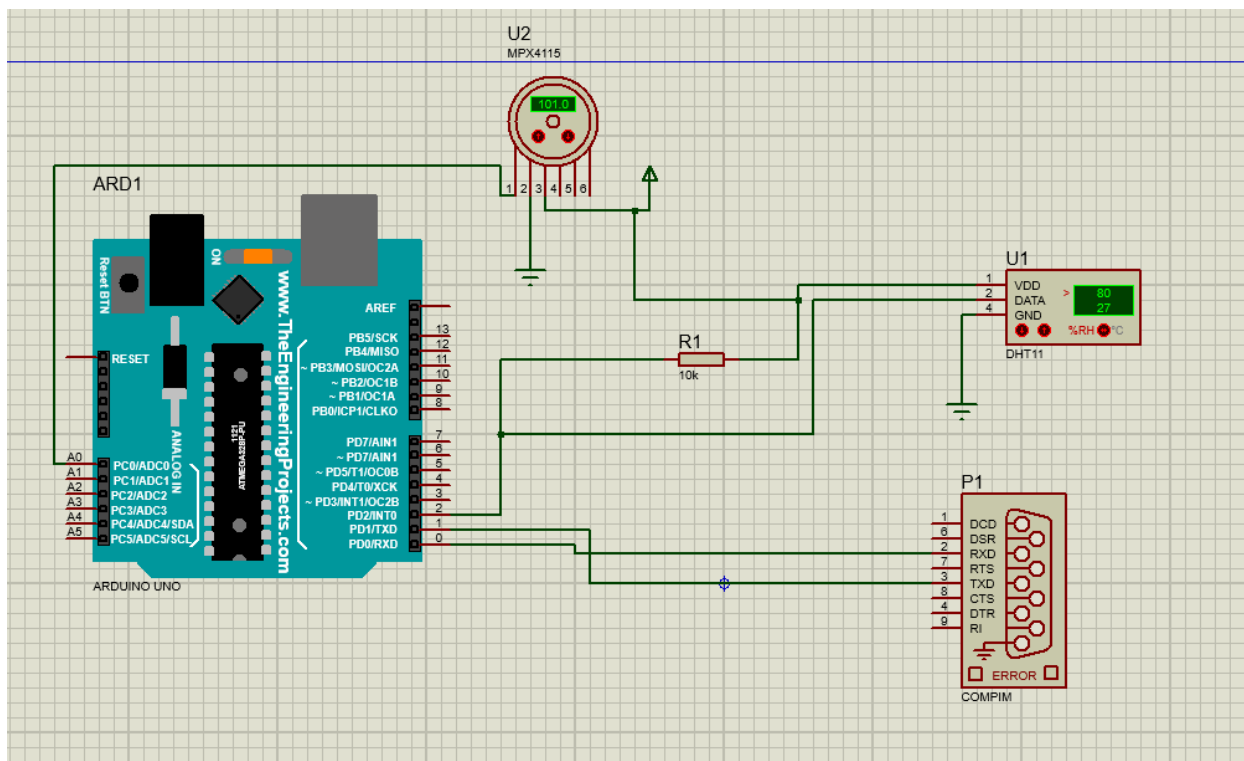 U2
MPX4115
101.0
1 2 3 4 5 6
ARD1
Reset BTN
ON
www.TheEngineeringProjects.com
AREF
PB5/SCK 13
PB4/MISO 12
~ PB3/MOSI/OC2A 11
~ PB2/OC1B 10
~ PB1/OC1A 9
PB0/ICP1/CLKO 8
RESET
ANALOG IN
1121
ATMEGA328P-PU
PD7/AIN1 7
~ PD7/AIN1 6
~ PD5/T1/OC0B 5
PD4/T0/XCK 4
~ PD3/INT1/OC2B 3
PD2/INT0 2
PD1/TXD 1
PD0/RXD 0
A0 PC0/ADC0
A1 PC1/ADC1
A2 PC2/ADC2
A3 PC3/ADC3
A4 PC4/ADC4/SDA
A5 PC5/ADC5/SCL
ARDUINO UNO
R1
10k
U1
1 VDD
2 DATA
4 GND
>
80
27
%RH °C
DHT11
P1
1 DCD
6 DSR
2 RXD
7 RTS
3 TXD
8 CTS
4 DTR
9 RI
ERROR
COMPIM